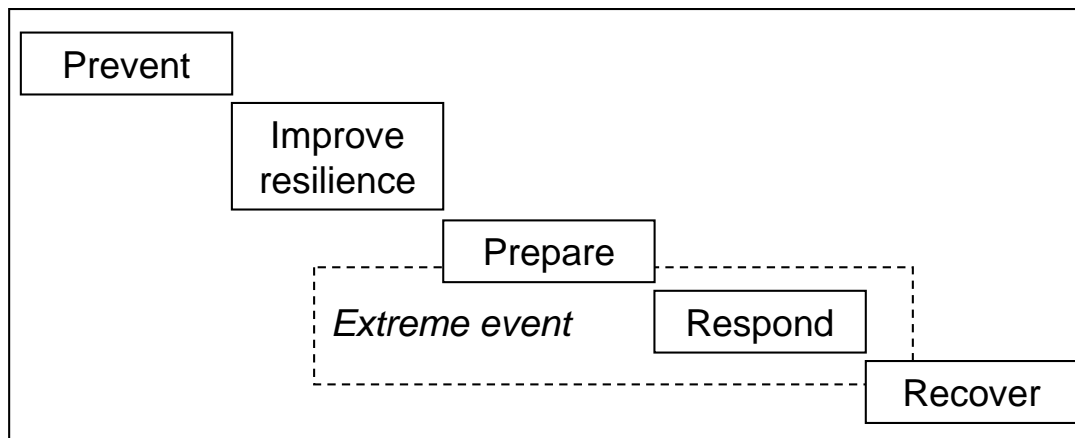 Prevent
Improve
resilience
Prepare
Extreme event
Respond
Recover